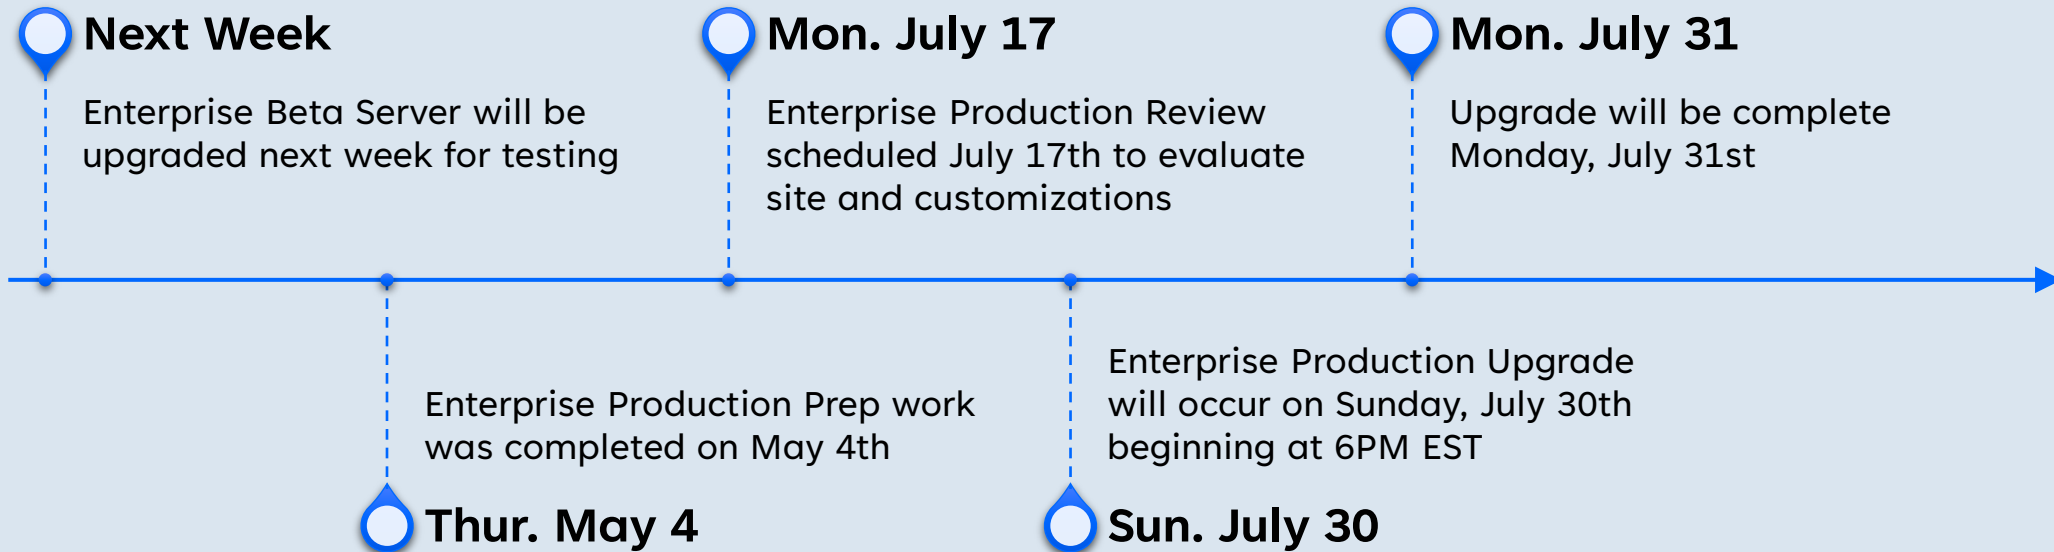 Next Week
Enterprise Beta Server will be
upgraded next week for testing
Mon. July 17
Enterprise Production Review
scheduled July 17th to evaluate
site and customizations
Mon. July 31
Upgrade will be complete
Monday, July 31st
Enterprise Production Prep work
was completed on May 4th
Thur. May 4
Enterprise Production Upgrade
will occur on Sunday, July 30th
beginning at 6PM EST
Sun. July 30